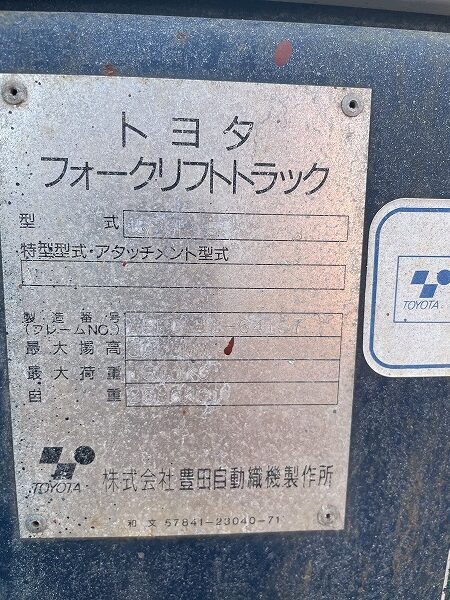 トヨタ
フォークリフトトラック
型 式
特型型式・アタッチメント型式
製造番号
(フレームNO.)
最大揚高
最大荷重
自 重
TOYOTA
株式会社 豊田自動織機製作所
和文 57841-23040-71
TOYOTA